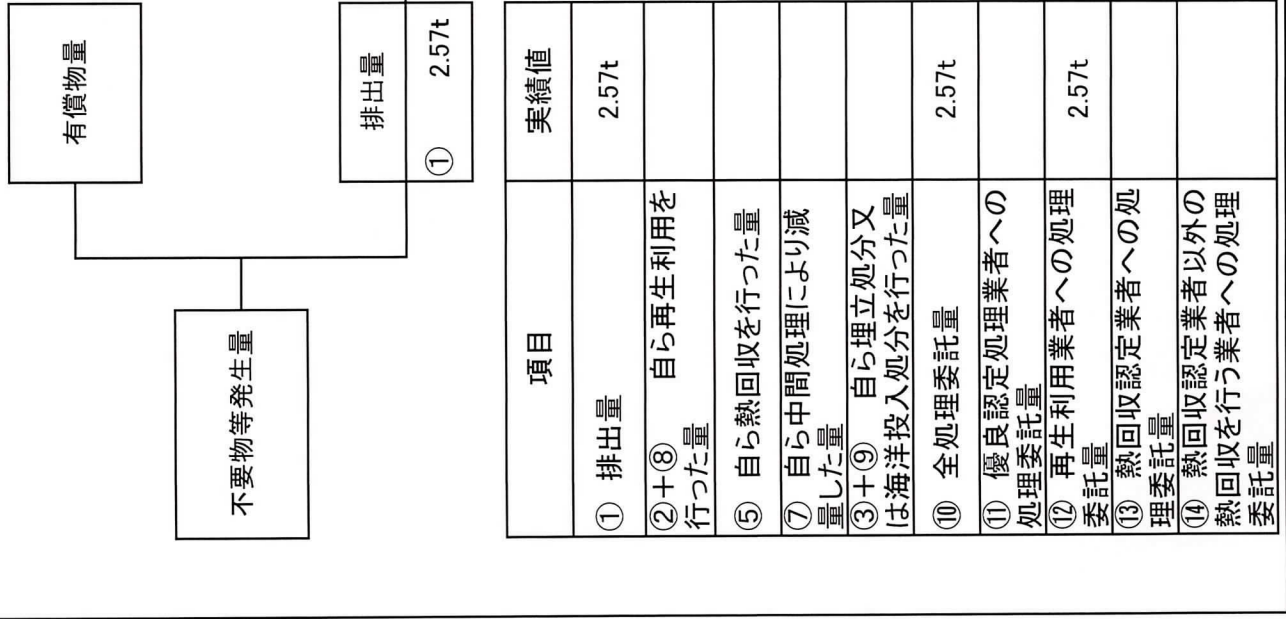 不要物等発生量
有償物量
排出量
① 2.57t
項目 実績値
① 排出量 2.57t
②+⑧ 自ら再生利用を
行った量
⑤ 自ら熱回収を行った量
⑦ 自ら中間処理により減
量した量
③+⑨ 自ら埋立処分又
は海洋投入処分を行った量
⑩ 全処理委託量 2.57t
⑪ 優良認定処理業者への
処理委託量
⑫ 再生利用業者への処理
委託量 2.57t
⑬ 熱回収認定業者への処
理委託量
⑭ 熱回収認定業者以外の
熱回収を行う業者への処理
委託量